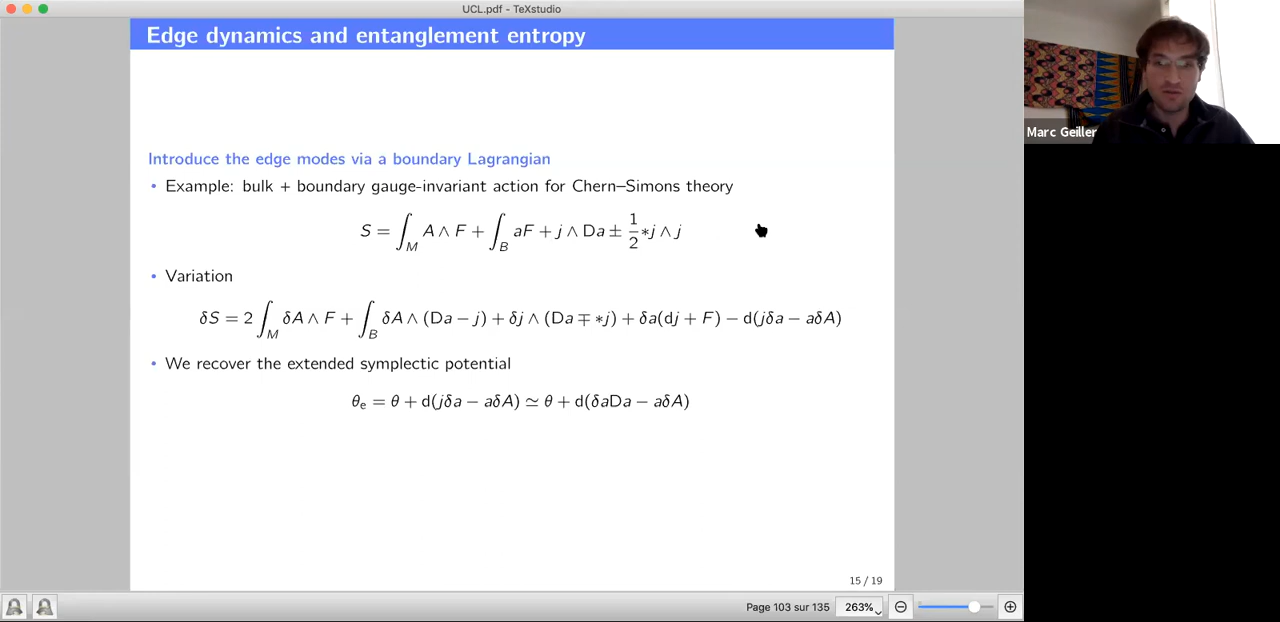 UCL.pdf - TeXstudio
Edge dynamics and entanglement entropy
Introduce the edge modes via a boundary Lagrangian
• Example: bulk + boundary gauge-invariant action for Chern–Simons theory
S = ∫_M A ∧ F + ∫_B aF + j ∧ Da ± 1/2 ∗j ∧ j
• Variation
δS = 2 ∫_M δA ∧ F + ∫_B δA ∧ (Da − j) + δj ∧ (Da ∓ ∗j) + δa(dj + F) − d(jδa − aδA)
• We recover the extended symplectic potential
θ_e = θ + d(jδa − aδA) ≃ θ + d(δaDa − aδA)
15 / 19
Page 103 sur 135
263%
Marc Geiller